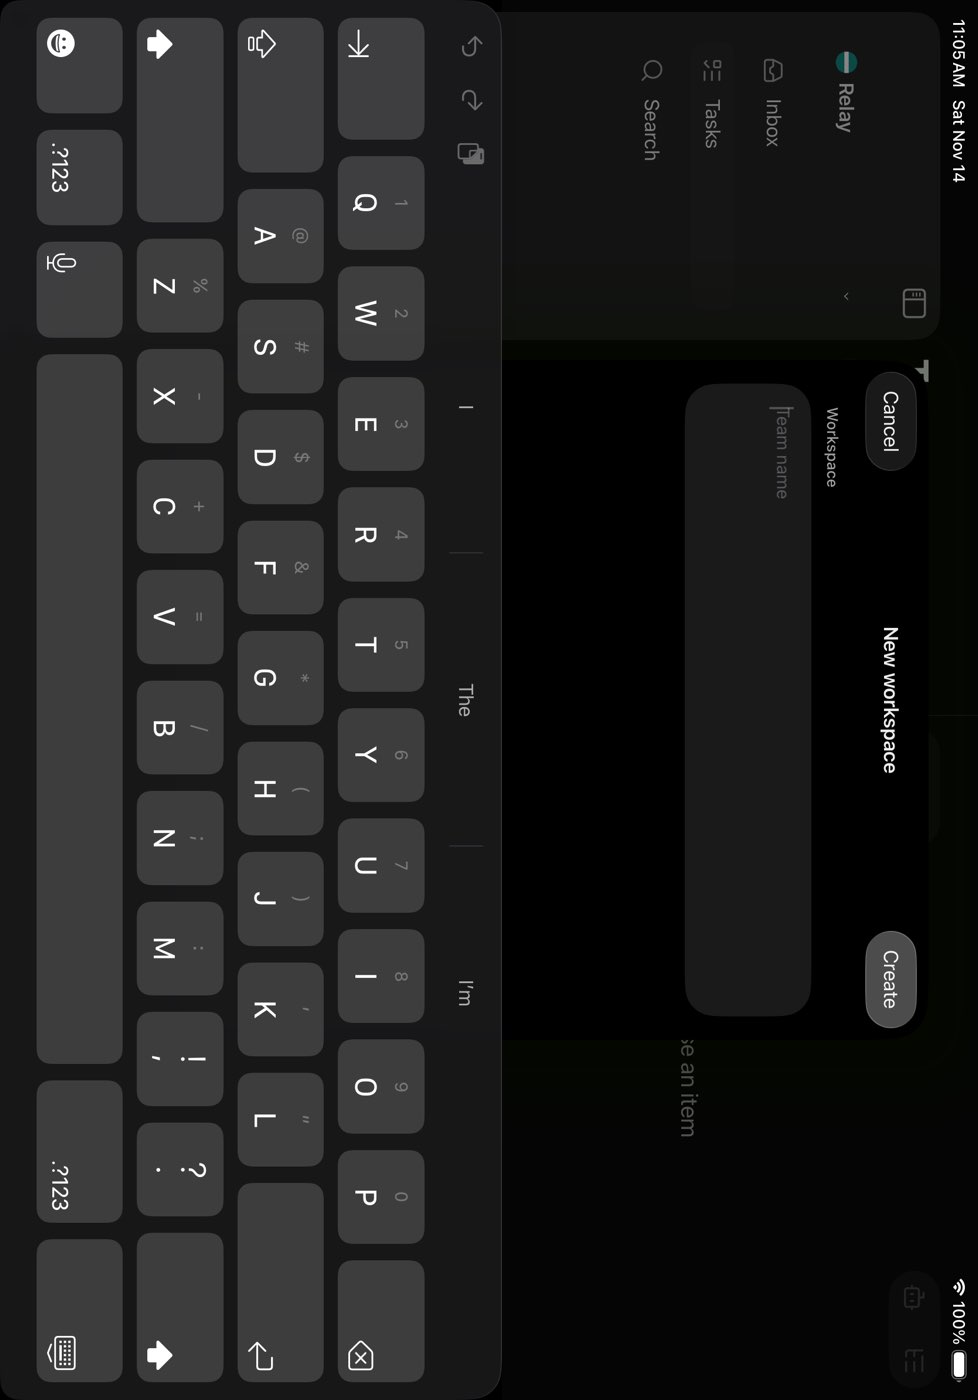 11:05 AM Sat Nov 14
100%
Cancel
New workspace
Create
Relay
Workspace
Team name
Inbox
Tasks
Search
se an item
I
The
I'm
1 2 3 4 5 6 7 8 9 0
Q W E R T Y U I O P
@ # $ & * ( ) ' "
A S D F G H J K L
% - + = / ; : ! ?
Z X C V B N M , .
.?123
.?123